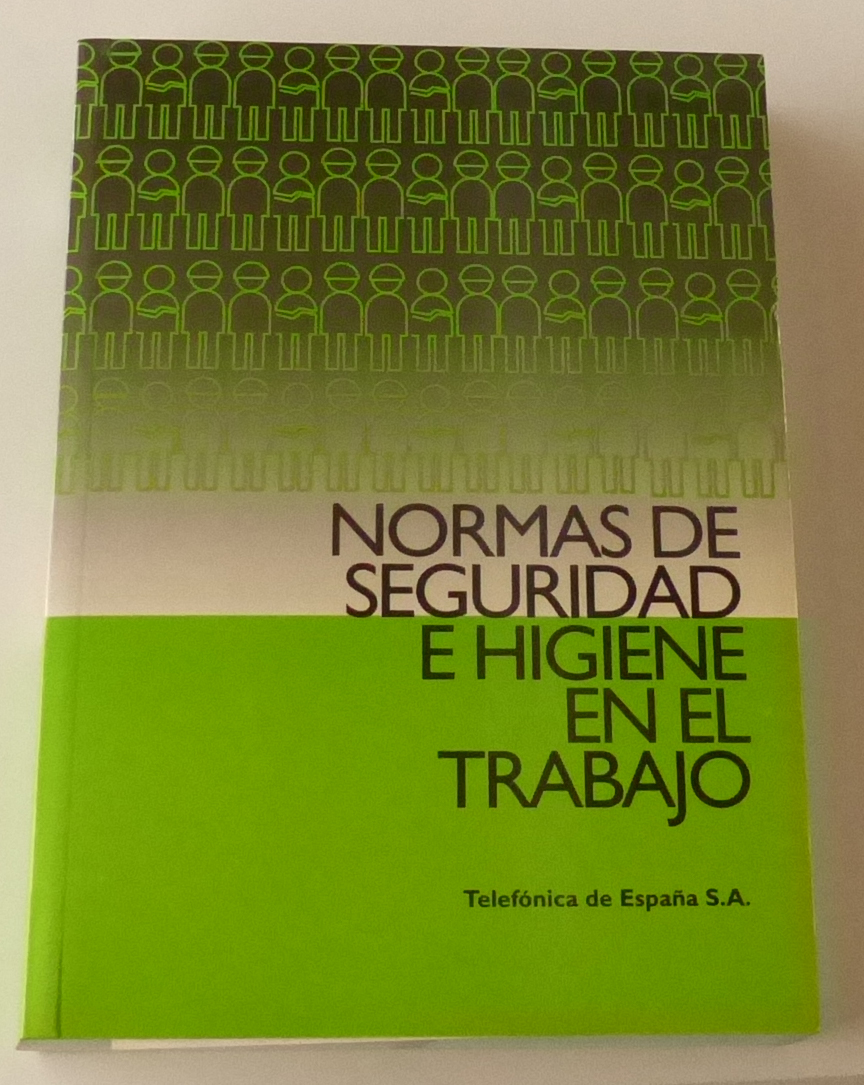 NORMAS DE
SEGURIDAD
E HIGIENE
EN EL
TRABAJO
Telefónica de España S.A.